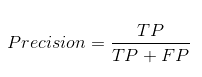 Precision = TP / (TP + FP)